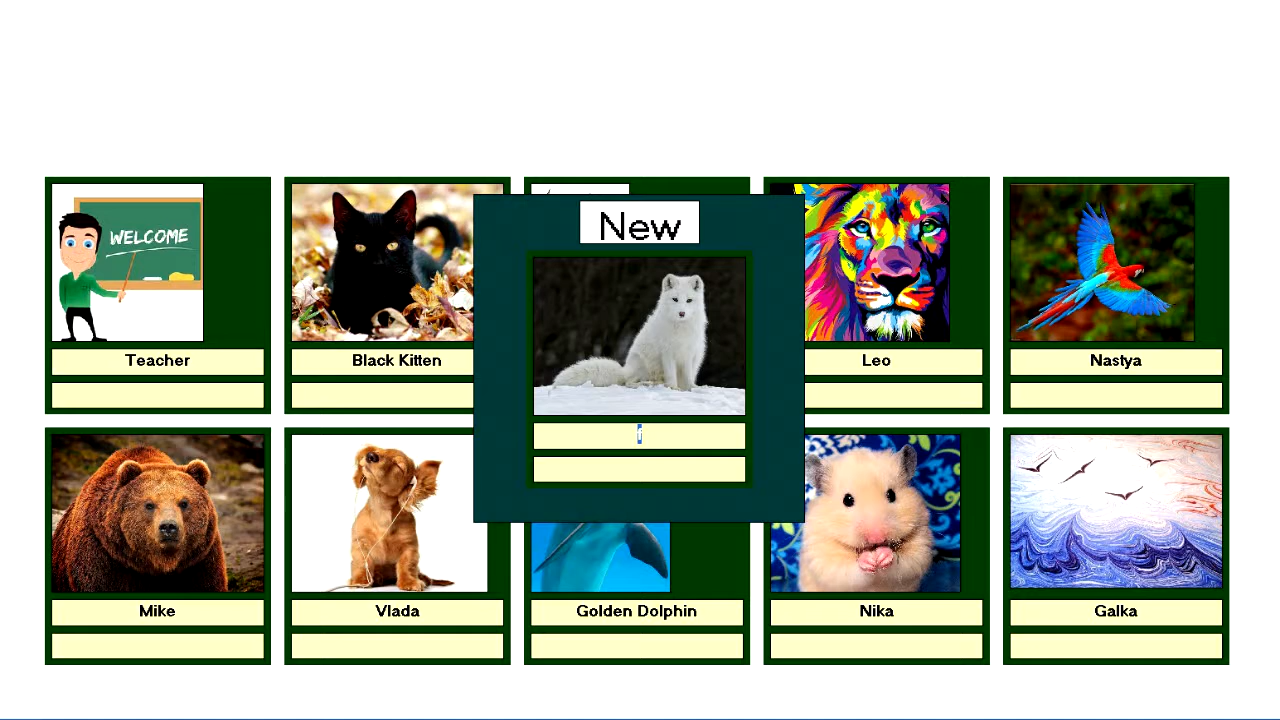 New
WELCOME
Teacher
Black Kitten
Leo
Nastya
Mike
Vlada
Golden Dolphin
Nika
Galka